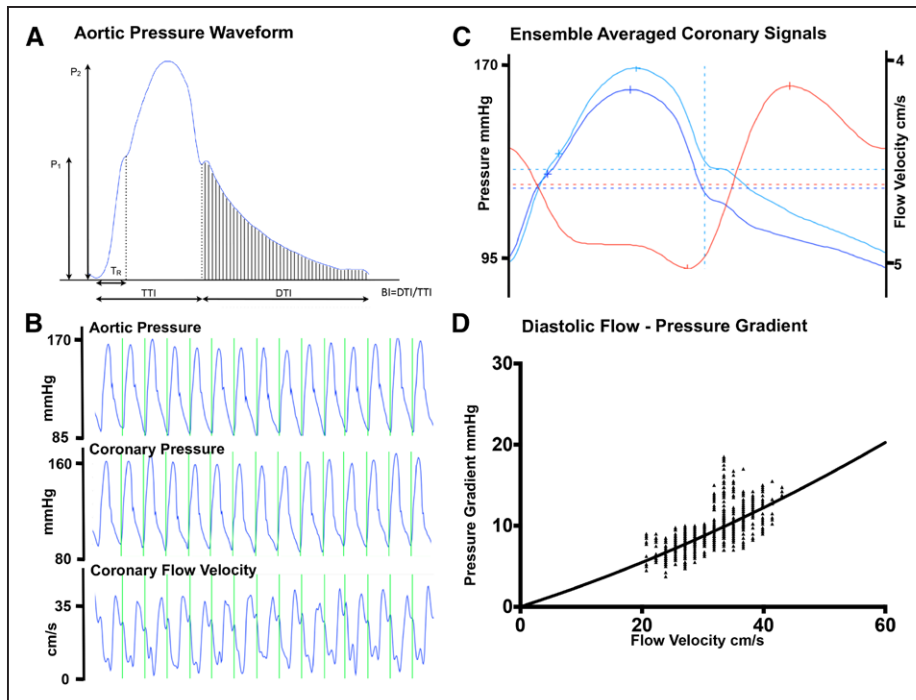 A Aortic Pressure Waveform
P2
P1
TR
TTI
DTI
BI=DTI/TTI
B
Aortic Pressure
170
mmHg
85
Coronary Pressure
160
mmHg
80
Coronary Flow Velocity
35
cm/s
0
C Ensemble Averaged Coronary Signals
170
Pressure mmHg
95
4
Flow Velocity cm/s
5
D Diastolic Flow - Pressure Gradient
30
20
10
0
Pressure Gradient mmHg
0 20 40 60
Flow Velocity cm/s